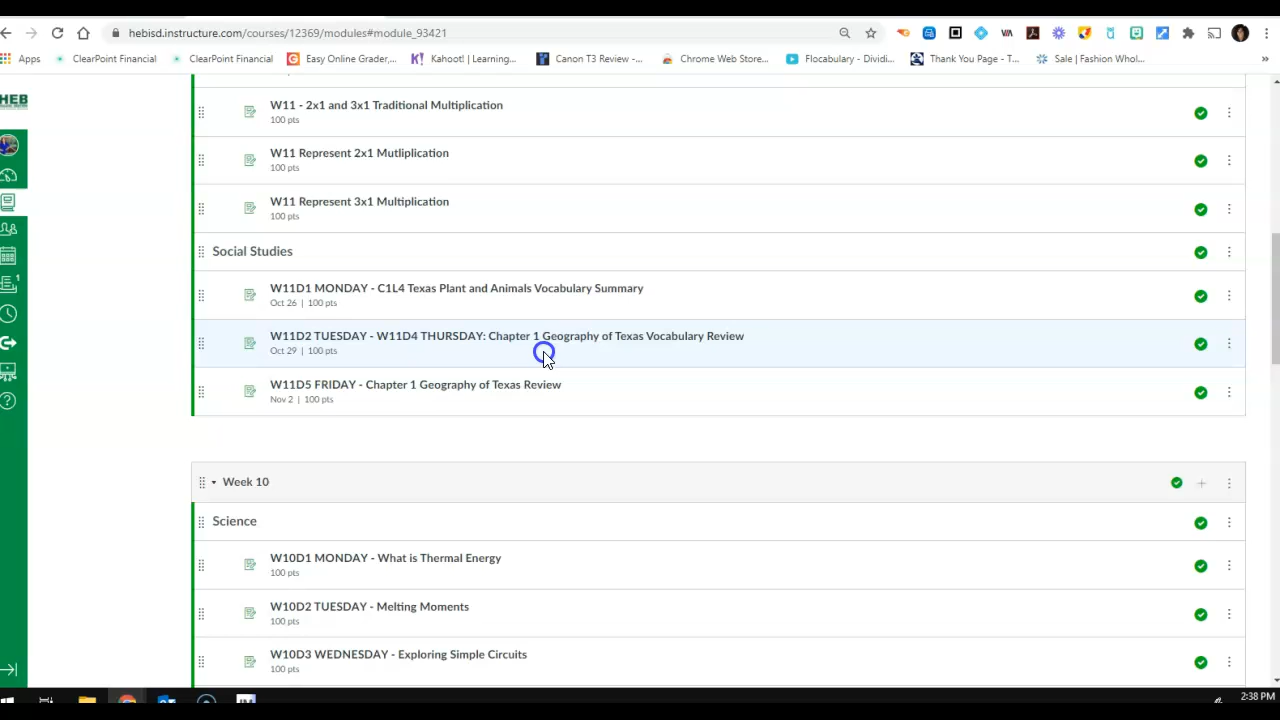 hebisd.instructure.com/courses/12369/modules#module_93421
Apps
ClearPoint Financial
ClearPoint Financial
Easy Online Grader,...
Kahoot! | Learning...
Canon T3 Review -...
Chrome Web Store...
Flocabulary - Dividi...
Thank You Page - T...
Sale | Fashion Whol...
»
HEB
W11 - 2x1 and 3x1 Traditional Multiplication
100 pts
W11 Represent 2x1 Mutliplication
100 pts
W11 Represent 3x1 Multiplication
100 pts
Social Studies
W11D1 MONDAY - C1L4 Texas Plant and Animals Vocabulary Summary
Oct 26 | 100 pts
W11D2 TUESDAY - W11D4 THURSDAY: Chapter 1 Geography of Texas Vocabulary Review
Oct 29 | 100 pts
W11D5 FRIDAY - Chapter 1 Geography of Texas Review
Nov 2 | 100 pts
Week 10
Science
W10D1 MONDAY - What is Thermal Energy
100 pts
W10D2 TUESDAY - Melting Moments
100 pts
W10D3 WEDNESDAY - Exploring Simple Circuits
100 pts
1
2:38 PM